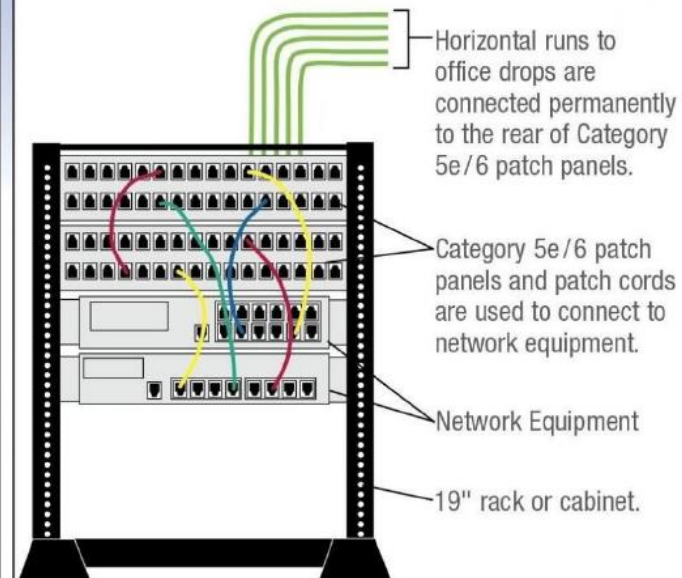 Horizontal runs to
office drops are
connected permanently
to the rear of Category
5e/6 patch panels.
Category 5e/6 patch
panels and patch cords
are used to connect to
network equipment.
Network Equipment
19" rack or cabinet.